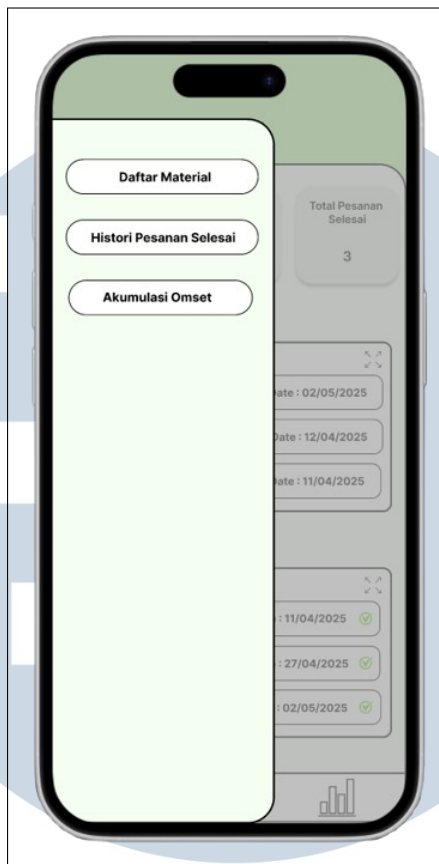 Daftar Material
Histori Pesanan Selesai
Akumulasi Omset
Total Pesanan
Selesai
3
Date : 02/05/2025
Date : 12/04/2025
Date : 11/04/2025
: 11/04/2025
: 27/04/2025
: 02/05/2025